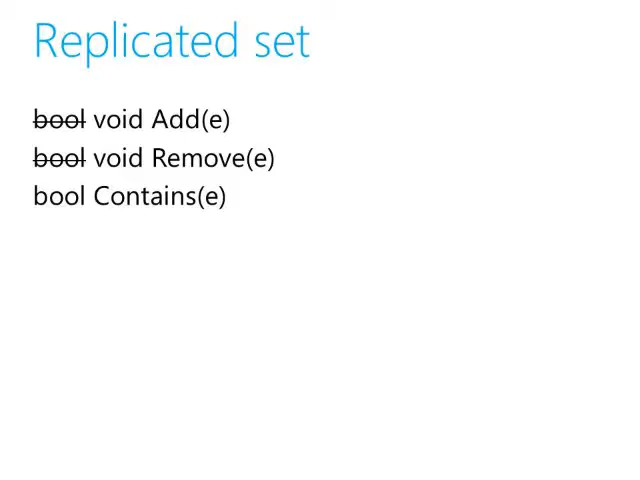 Replicated set
bool void Add(e)
bool void Remove(e)
bool Contains(e)